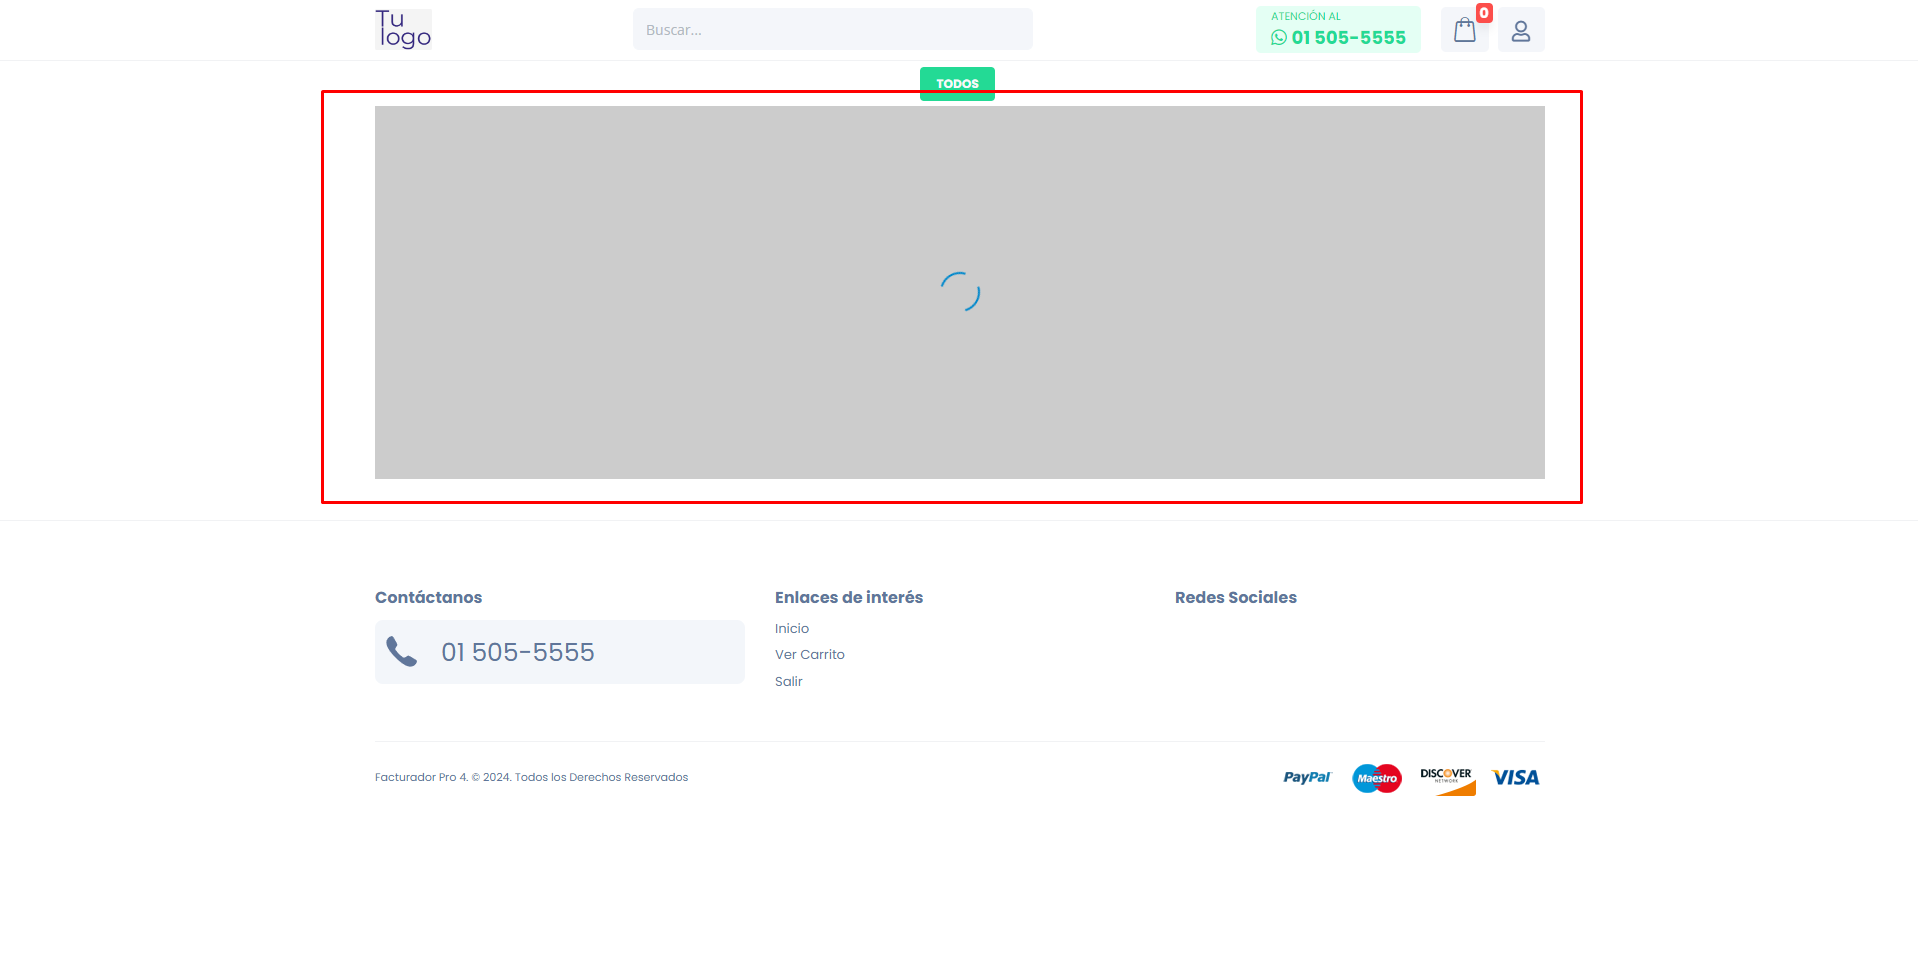 Tu
logo
Buscar...
ATENCIÓN AL
01 505-5555
0
TODOS
Contáctanos
01 505-5555
Enlaces de interés
Inicio
Ver Carrito
Salir
Redes Sociales
Facturador Pro 4. © 2024. Todos los Derechos Reservados
PayPal
Maestro
DISCOVER
NETWORK
VISA